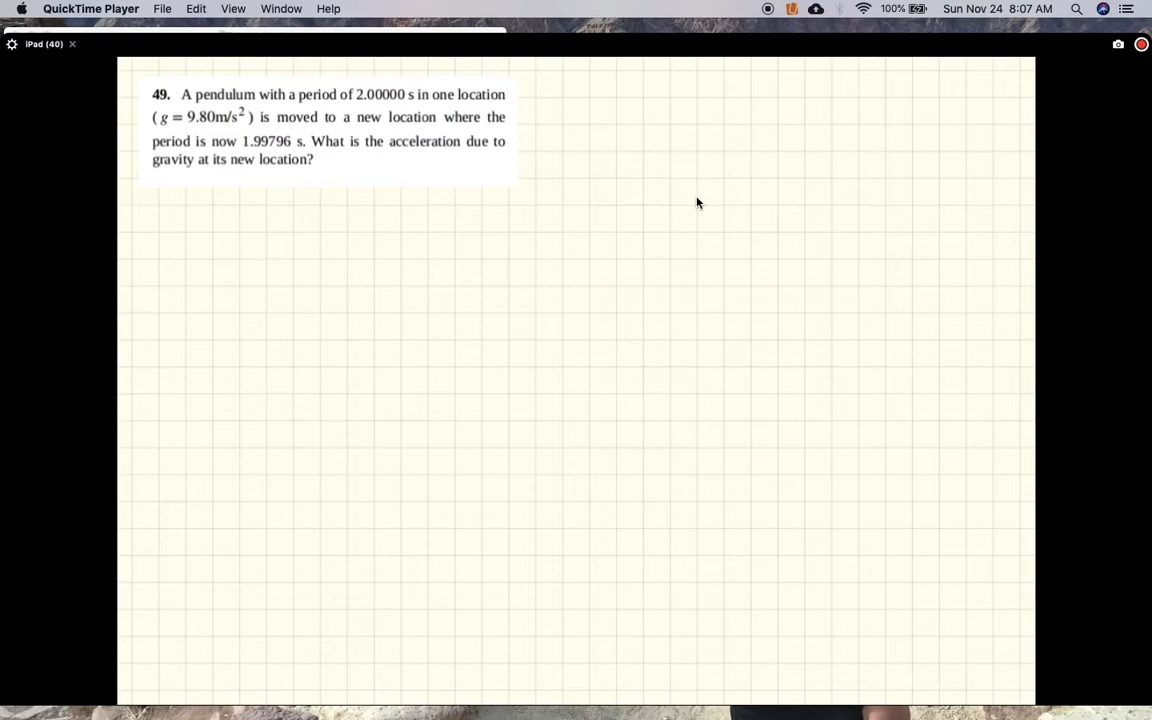 QuickTime Player File Edit View Window Help 100% Sun Nov 24 8:07 AM
iPad (40)
49. A pendulum with a period of 2.00000 s in one location
( g = 9.80m/s² ) is moved to a new location where the
period is now 1.99796 s. What is the acceleration due to
gravity at its new location?